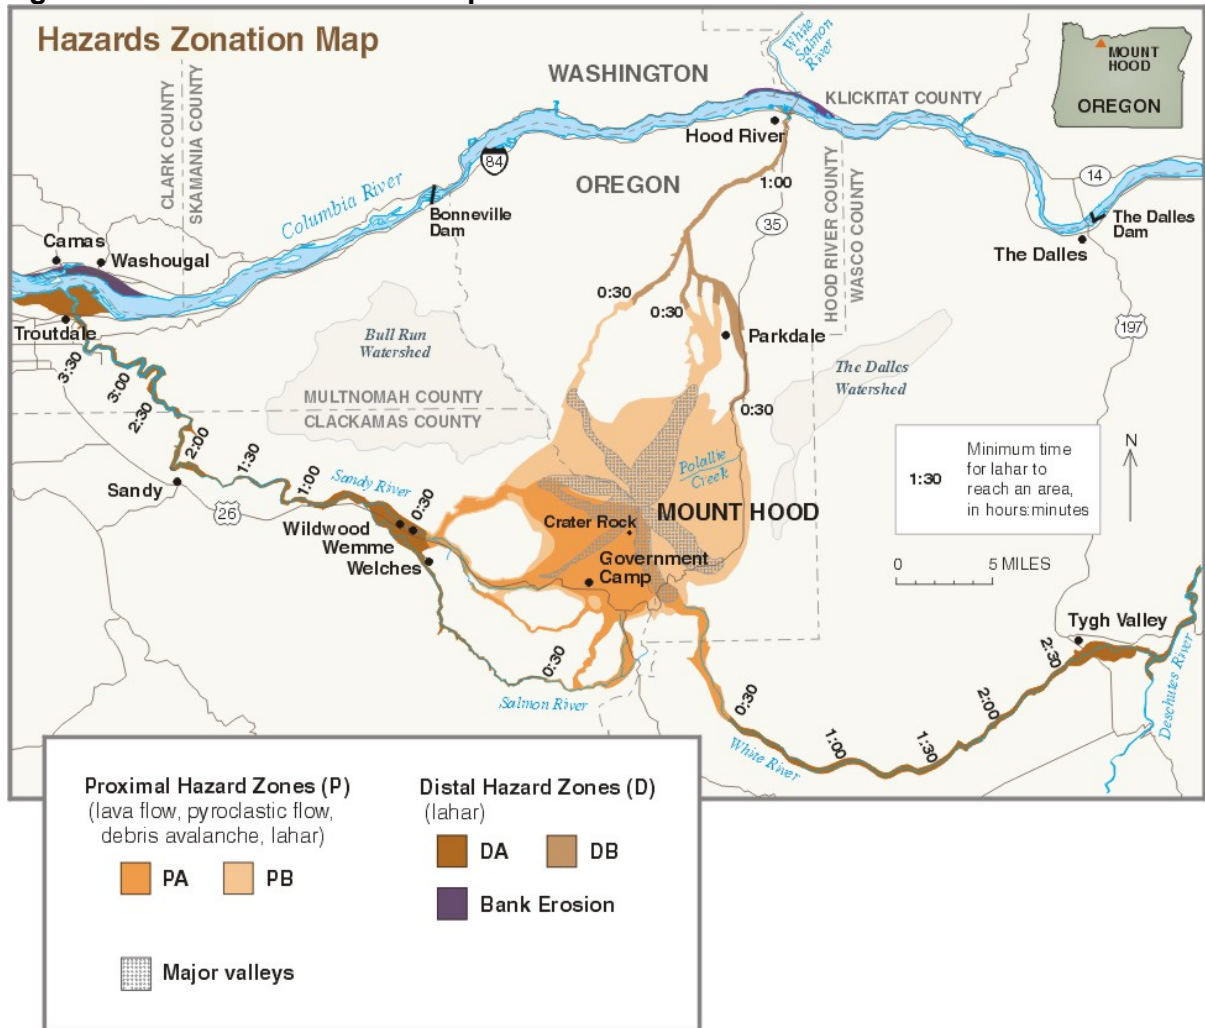 Hazards Zonation Map
White
Salmon
River
WASHINGTON
KLICKITAT COUNTY
MOUNT
HOOD
OREGON
CLARK COUNTY
SKAMANIA COUNTY
Hood River
84
OREGON
1:00
14
Columbia River
Bonneville
Dam
35
HOOD RIVER COUNTY
WASCO COUNTY
The Dalles
Dam
The Dalles
Camas
Washougal
0:30
0:30
Troutdale
Parkdale
197
Bull Run
Watershed
The Dalles
Watershed
3:30
3:00
2:30
MULTNOMAH COUNTY
CLACKAMAS COUNTY
0:30
2:00
1:30
1:00
0:30
Sandy River
Polallie
Creek
Sandy
26
1:30
Minimum time
for lahar to
reach an area,
in hours:minutes
N
Wildwood
Wemme
Welches
Crater Rock
MOUNT HOOD
Government
Camp
0
5 MILES
Tygh Valley
0:30
Salmon River
0:30
White River
1:00
1:30
2:00
2:30
Deschutes River
Proximal Hazard Zones (P)
(lava flow, pyroclastic flow,
debris avalanche, lahar)
PA
PB
Major valleys
Distal Hazard Zones (D)
(lahar)
DA
DB
Bank Erosion